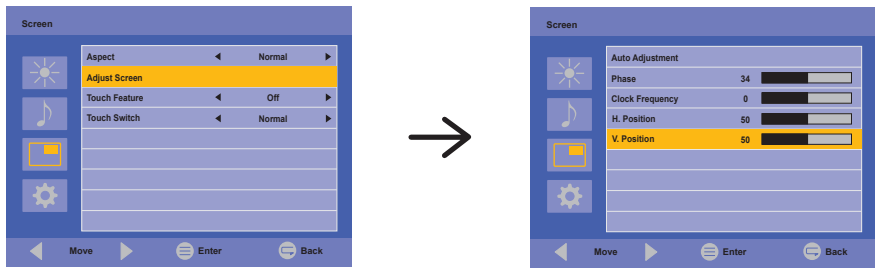 Screen
Aspect Normal
Adjust Screen
Touch Feature Off
Touch Switch Normal
Move Enter Back
Screen
Auto Adjustment
Phase 34
Clock Frequency 0
H. Position 50
V. Position 50
Move Enter Back